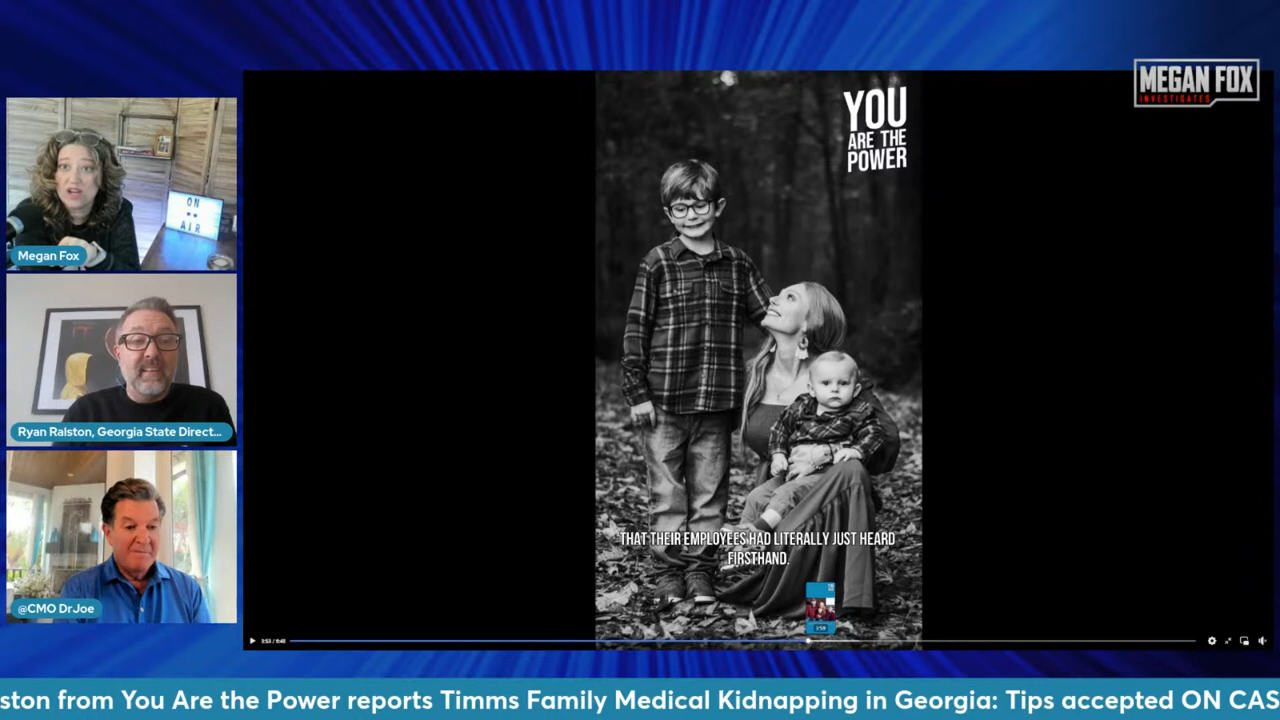 MEGAN FOX
INVESTIGATES
YOU
ARE THE
POWER
ON
AIR
Megan Fox
Ryan Ralston, Georgia State Direct...
@CMO DrJoe
THAT THEIR EMPLOYEES HAD LITERALLY JUST HEARD
FIRSTHAND.
3:59
ston from You Are the Power reports Timms Family Medical Kidnapping in Georgia: Tips accepted ON CAS